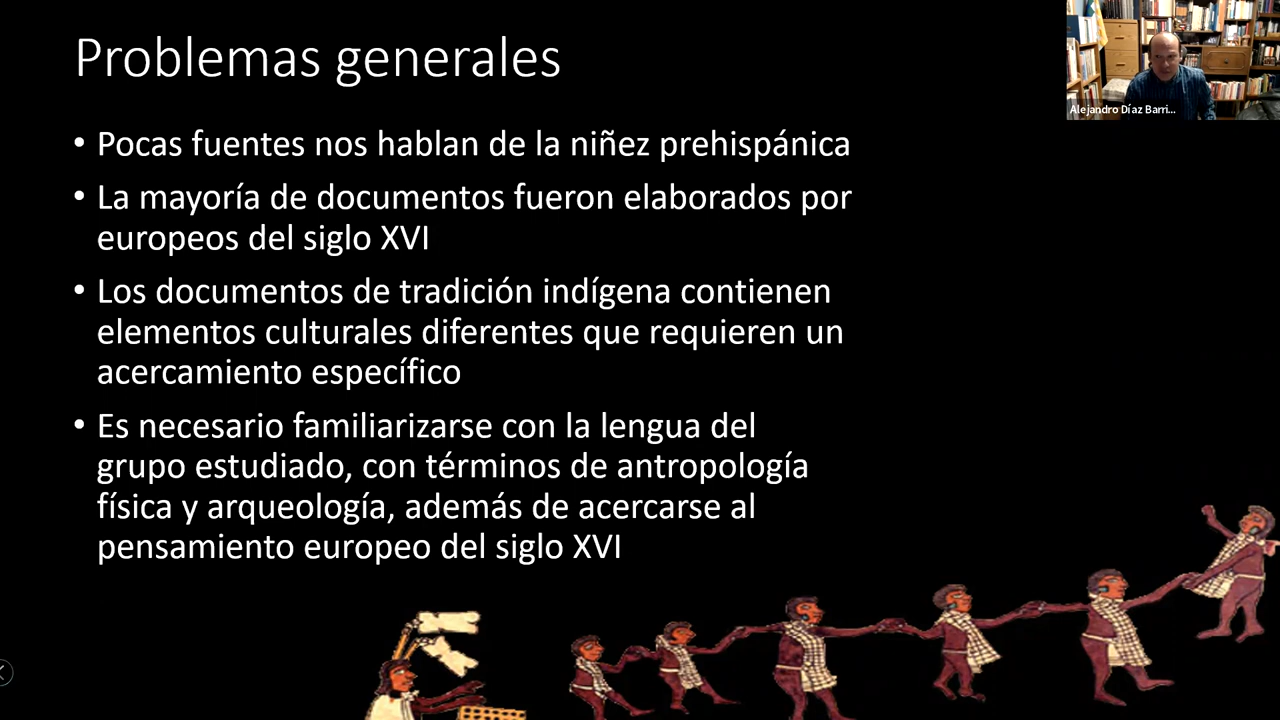 Problemas generales
Alejandro Díaz Barri...
• Pocas fuentes nos hablan de la niñez prehispánica
• La mayoría de documentos fueron elaborados por
europeos del siglo XVI
• Los documentos de tradición indígena contienen
elementos culturales diferentes que requieren un
acercamiento específico
• Es necesario familiarizarse con la lengua del
grupo estudiado, con términos de antropología
física y arqueología, además de acercarse al
pensamiento europeo del siglo XVI